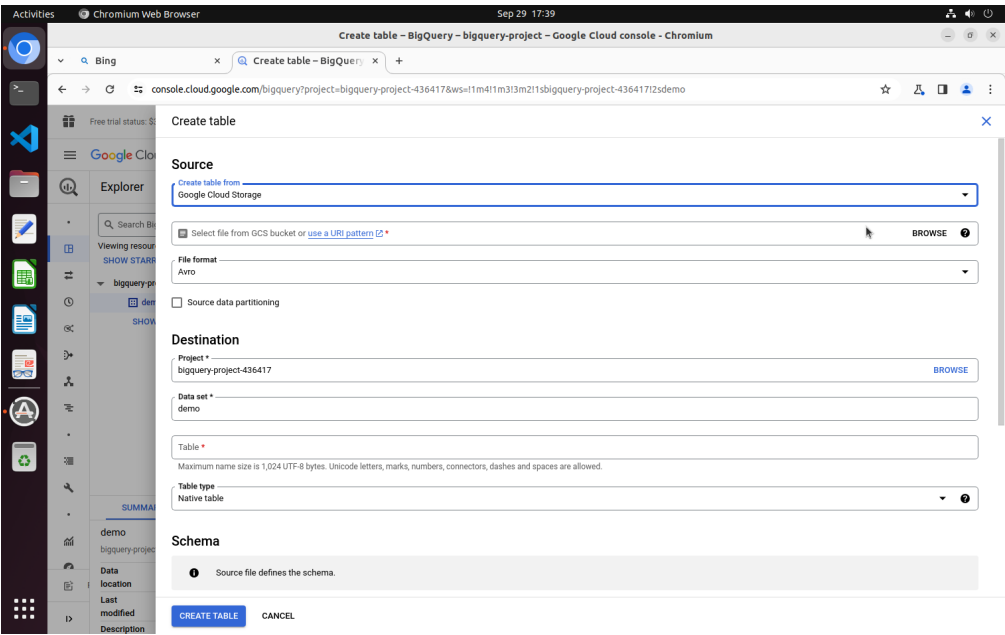 Activities
Chromium Web Browser
Sep 29 17:39
Create table – BigQuery – bigquery-project – Google Cloud console - Chromium
Bing
Create table – BigQuery
console.cloud.google.com/bigquery?project=bigquery-project-436417&ws=!1m4!1m3!3m2!1sbigquery-project-436417!2sdemo
Free trial status: $
Google Clo
Explorer
Search Bi
Viewing resour
SHOW STARR
bigquery-pr
dem
SHOW
SUMMA
demo
bigquery-projec
Data
location
Last
modified
Description
Create table
Source
Create table from
Google Cloud Storage
Select file from GCS bucket or use a URI pattern *
BROWSE
File format
Avro
Source data partitioning
Destination
Project *
bigquery-project-436417
BROWSE
Data set *
demo
Table *
Maximum name size is 1,024 UTF-8 bytes. Unicode letters, marks, numbers, connectors, dashes and spaces are allowed.
Table type
Native table
Schema
Source file defines the schema.
CREATE TABLE
CANCEL